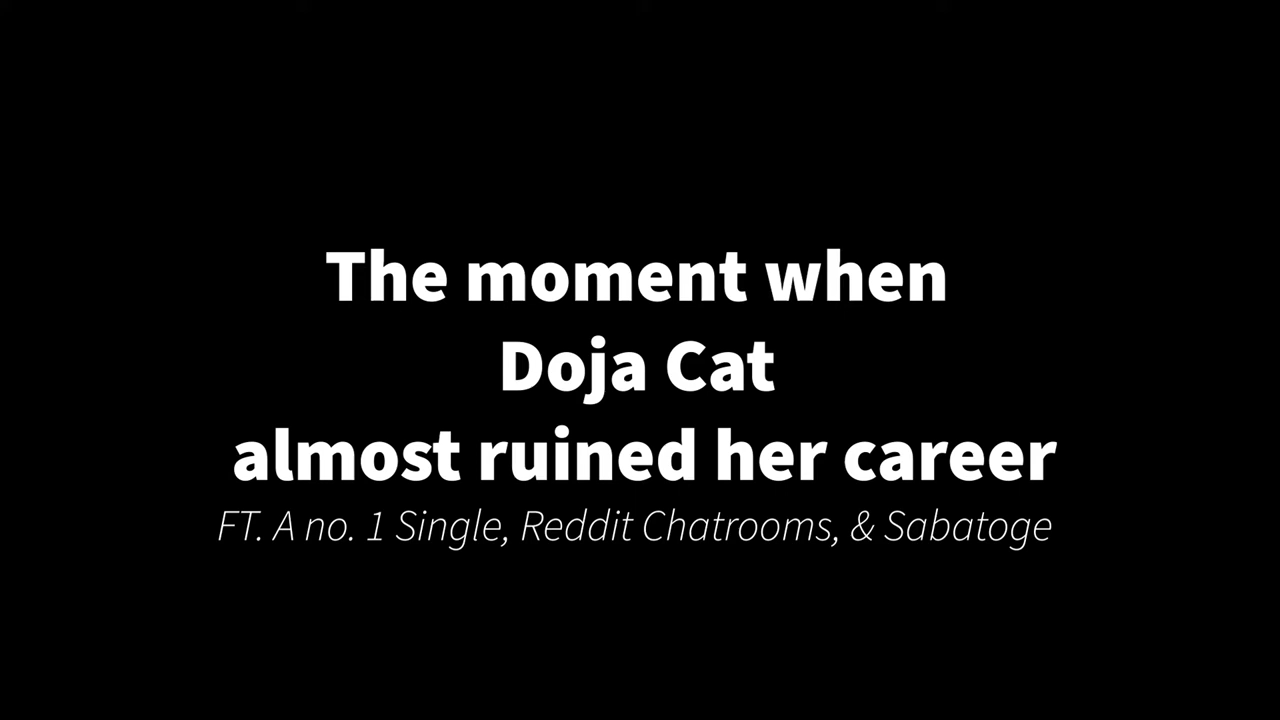 The moment when
Doja Cat
almost ruined her career
FT. A no. 1 Single, Reddit Chatrooms, & Sabatoge